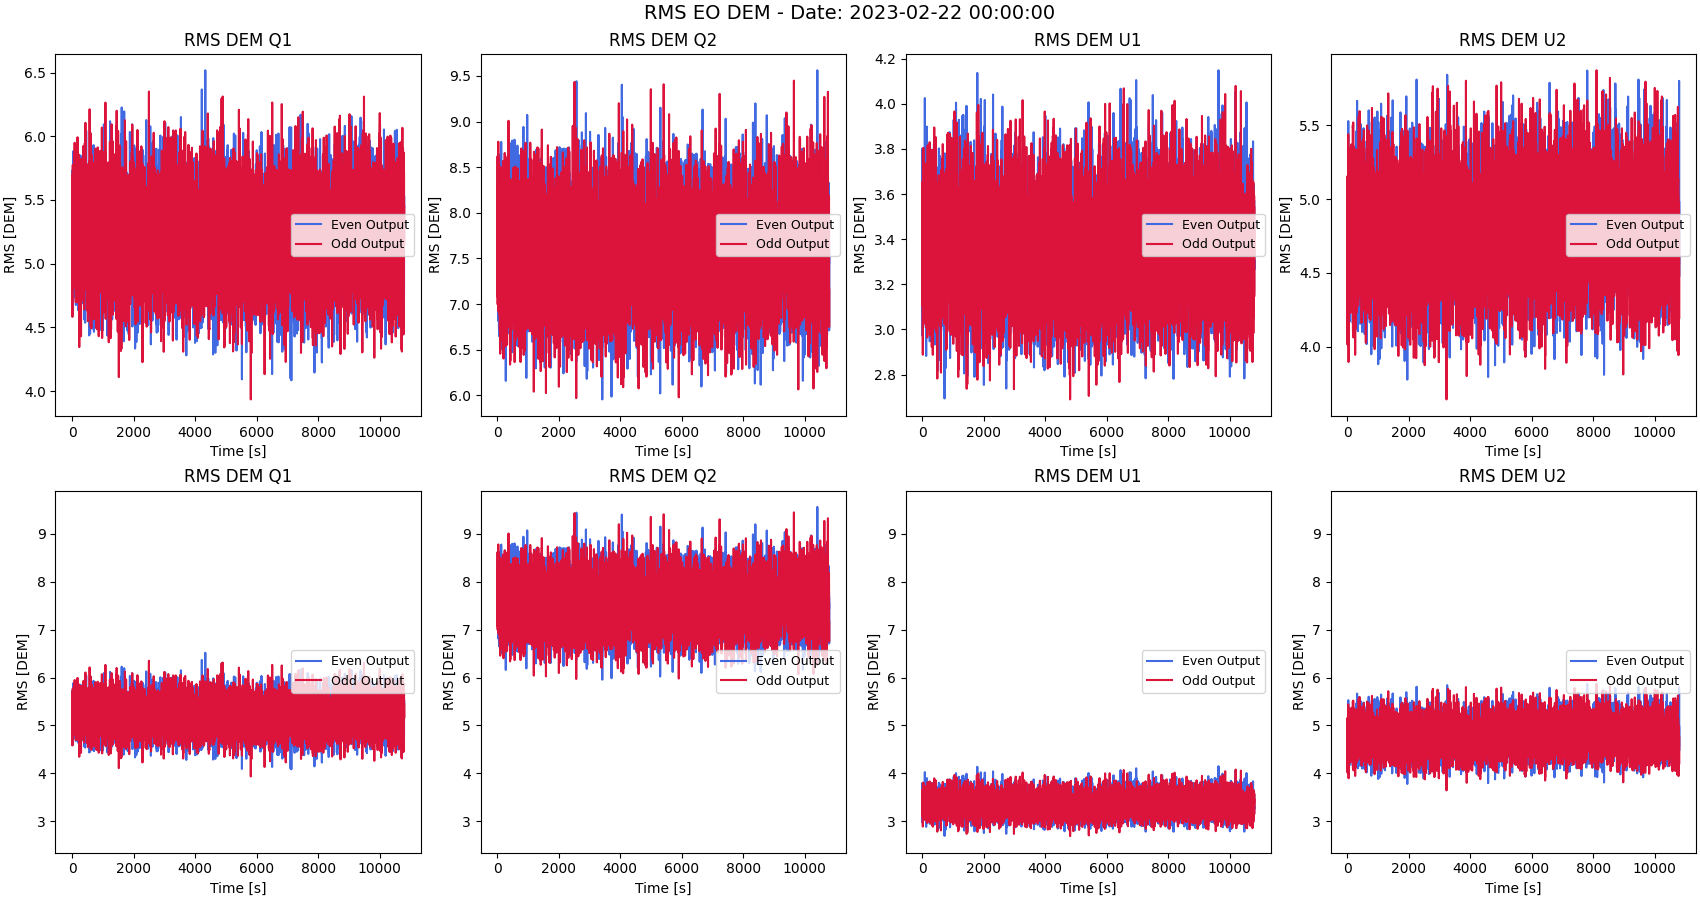 RMS EO DEM - Date: 2023-02-22 00:00:00
RMS DEM Q1
RMS [DEM]
6.5
6.0
5.5
5.0
4.5
4.0
Even Output
Odd Output
0 2000 4000 6000 8000 10000
Time [s]
RMS DEM Q2
RMS [DEM]
9.5
9.0
8.5
8.0
7.5
7.0
6.5
6.0
Even Output
Odd Output
0 2000 4000 6000 8000 10000
Time [s]
RMS DEM U1
RMS [DEM]
4.2
4.0
3.8
3.6
3.4
3.2
3.0
2.8
Even Output
Odd Output
0 2000 4000 6000 8000 10000
Time [s]
RMS DEM U2
RMS [DEM]
5.5
5.0
4.5
4.0
Even Output
Odd Output
0 2000 4000 6000 8000 10000
Time [s]
RMS DEM Q1
RMS [DEM]
9
8
7
6
5
4
3
Even Output
Odd Output
0 2000 4000 6000 8000 10000
Time [s]
RMS DEM Q2
RMS [DEM]
9
8
7
6
5
4
3
Even Output
Odd Output
0 2000 4000 6000 8000 10000
Time [s]
RMS DEM U1
RMS [DEM]
9
8
7
6
5
4
3
Even Output
Odd Output
0 2000 4000 6000 8000 10000
Time [s]
RMS DEM U2
RMS [DEM]
9
8
7
6
5
4
3
Even Output
Odd Output
0 2000 4000 6000 8000 10000
Time [s]